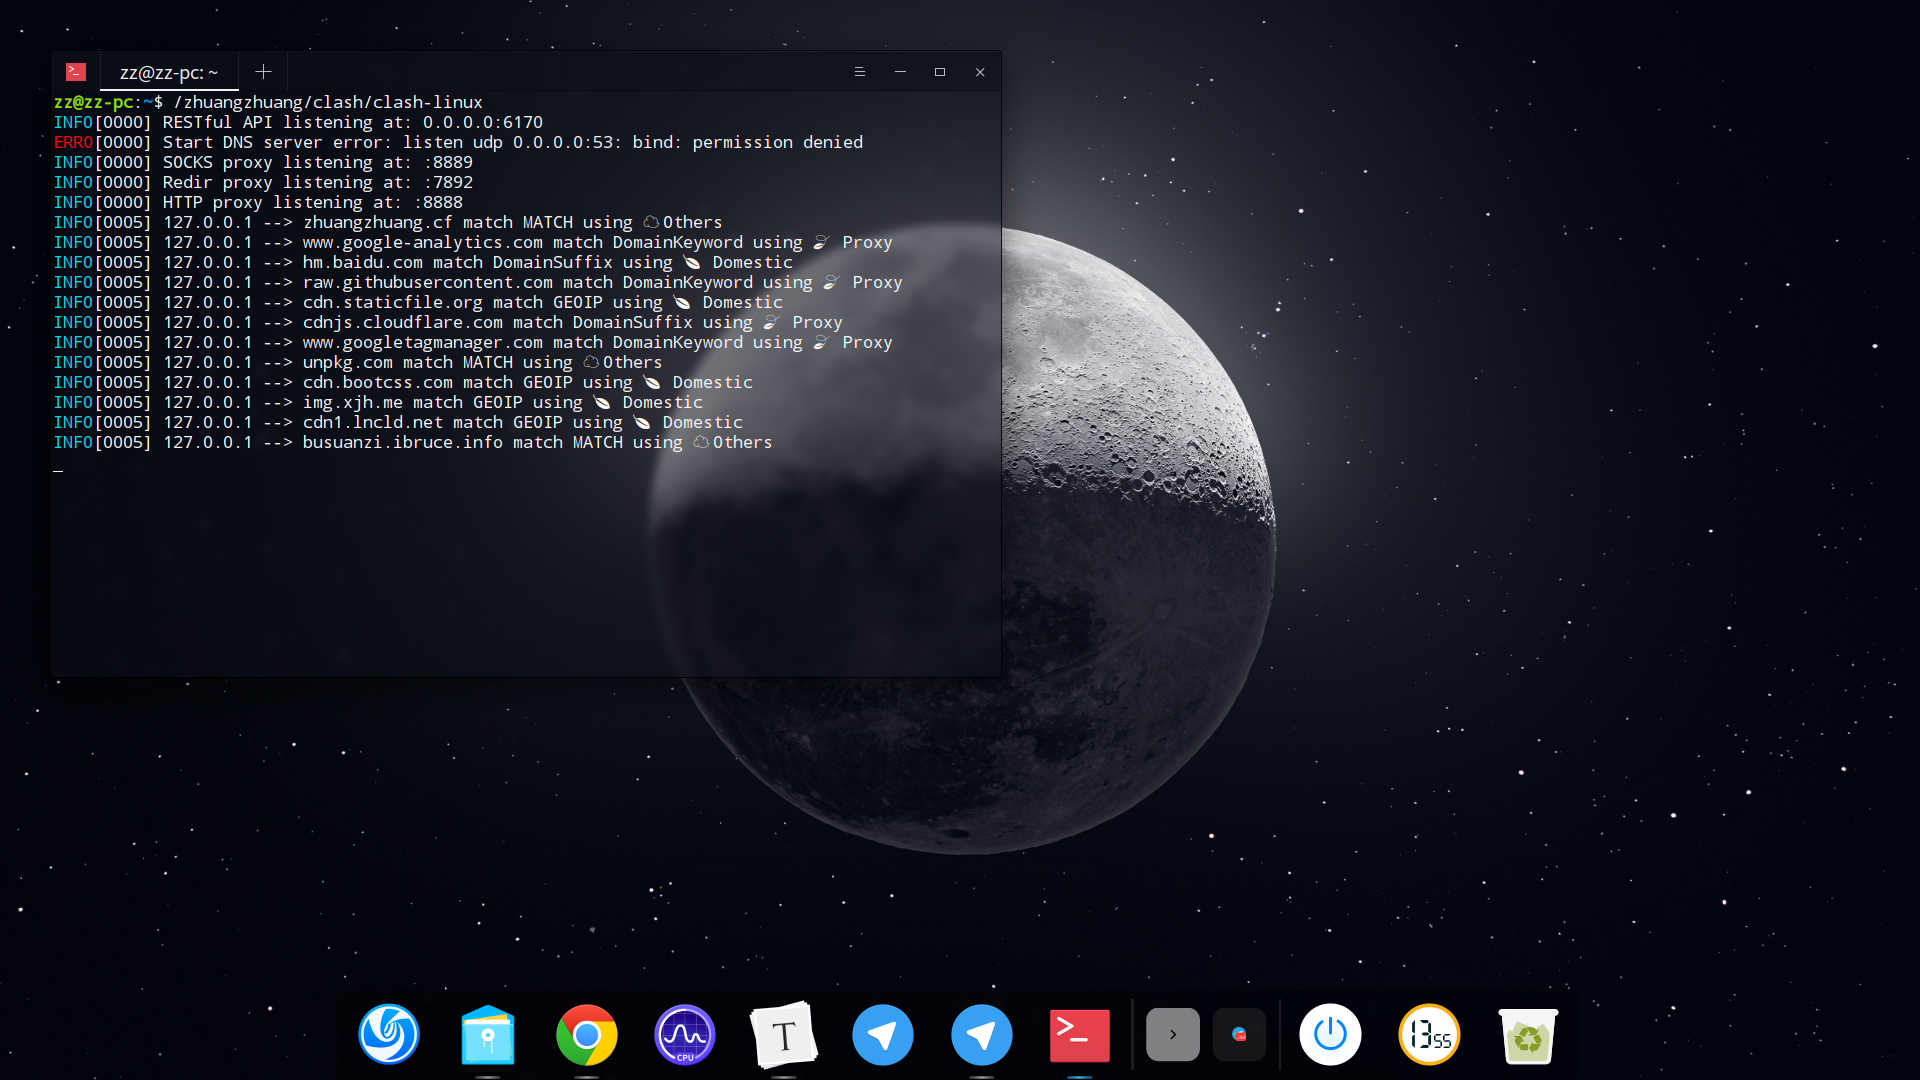 zz@zz-pc: ~
zz@zz-pc:~$ /zhuangzhuang/clash/clash-linux
INFO[0000] RESTful API listening at: 0.0.0.0:6170
ERRO[0000] Start DNS server error: listen udp 0.0.0.0:53: bind: permission denied
INFO[0000] SOCKS proxy listening at: :8889
INFO[0000] Redir proxy listening at: :7892
INFO[0000] HTTP proxy listening at: :8888
INFO[0005] 127.0.0.1 --> zhuangzhuang.cf match MATCH using ☁Others
INFO[0005] 127.0.0.1 --> www.google-analytics.com match DomainKeyword using 🍃 Proxy
INFO[0005] 127.0.0.1 --> hm.baidu.com match DomainSuffix using 🍂 Domestic
INFO[0005] 127.0.0.1 --> raw.githubusercontent.com match DomainKeyword using 🍃 Proxy
INFO[0005] 127.0.0.1 --> cdn.staticfile.org match GEOIP using 🍂 Domestic
INFO[0005] 127.0.0.1 --> cdnjs.cloudflare.com match DomainSuffix using 🍃 Proxy
INFO[0005] 127.0.0.1 --> www.googletagmanager.com match DomainKeyword using 🍃 Proxy
INFO[0005] 127.0.0.1 --> unpkg.com match MATCH using ☁Others
INFO[0005] 127.0.0.1 --> cdn.bootcss.com match GEOIP using 🍂 Domestic
INFO[0005] 127.0.0.1 --> img.xjh.me match GEOIP using 🍂 Domestic
INFO[0005] 127.0.0.1 --> cdn1.lncld.net match GEOIP using 🍂 Domestic
INFO[0005] 127.0.0.1 --> busuanzi.ibruce.info match MATCH using ☁Others
CPU
T
13 55